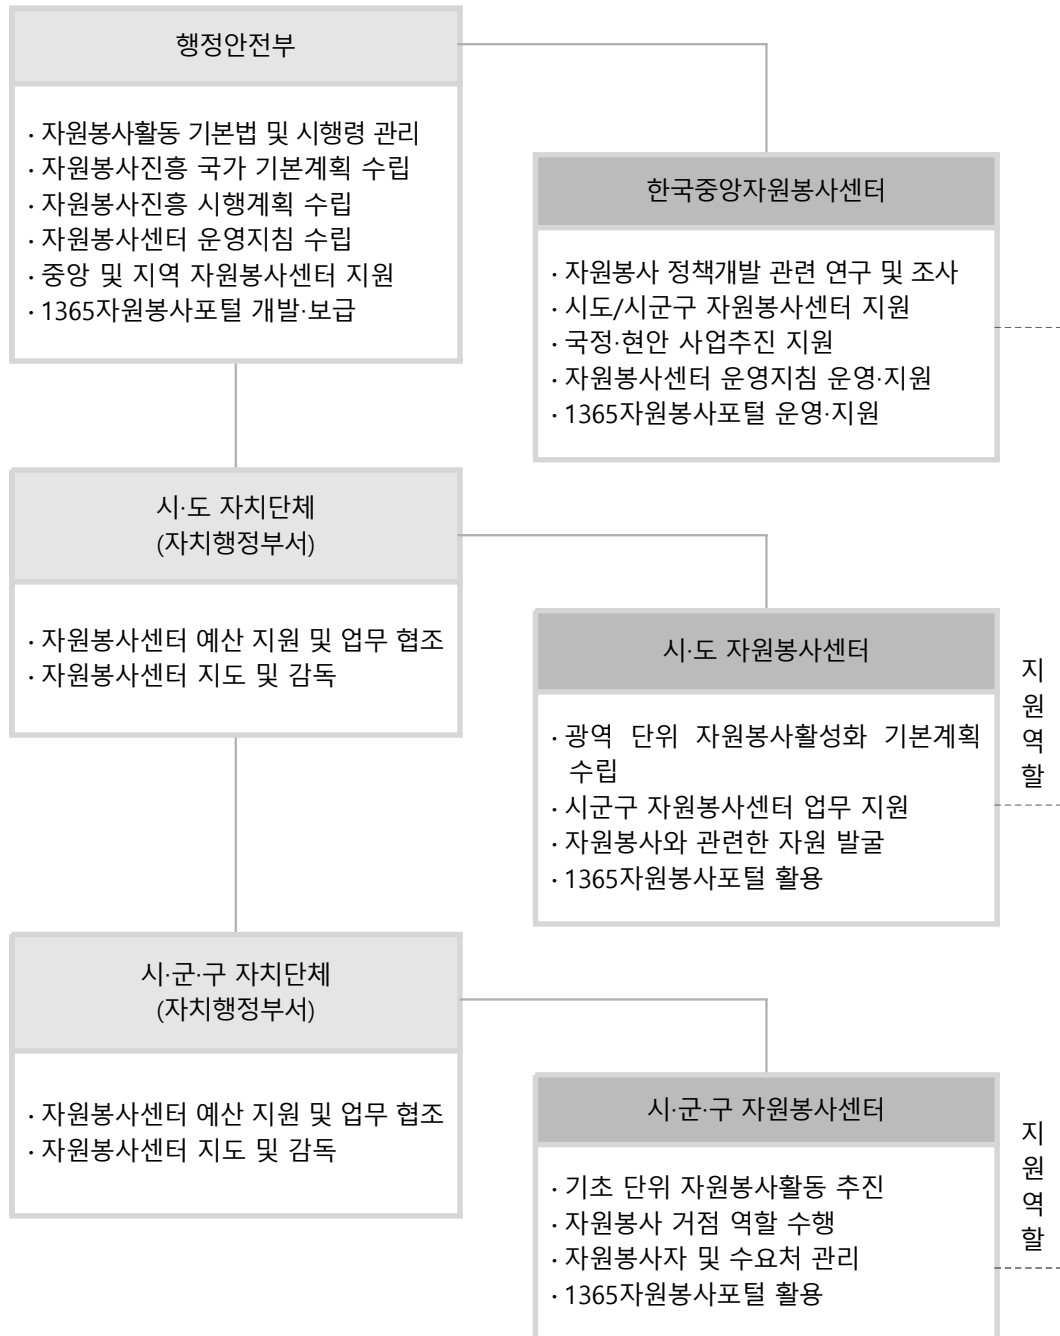 행정안전부
· 자원봉사활동 기본법 및 시행령 관리
· 자원봉사진흥 국가 기본계획 수립
· 자원봉사진흥 시행계획 수립
· 자원봉사센터 운영지침 수립
· 중앙 및 지역 자원봉사센터 지원
· 1365자원봉사포털 개발·보급
한국중앙자원봉사센터
· 자원봉사 정책개발 관련 연구 및 조사
· 시도/시군구 자원봉사센터 지원
· 국정·현안 사업추진 지원
· 자원봉사센터 운영지침 운영·지원
· 1365자원봉사포털 운영·지원
시·도 자치단체
(자치행정부서)
· 자원봉사센터 예산 지원 및 업무 협조
· 자원봉사센터 지도 및 감독
시·도 자원봉사센터
· 광역 단위 자원봉사활성화 기본계획
수립
· 시군구 자원봉사센터 업무 지원
· 자원봉사와 관련한 자원 발굴
· 1365자원봉사포털 활용
지
원
역
할
시·군·구 자치단체
(자치행정부서)
· 자원봉사센터 예산 지원 및 업무 협조
· 자원봉사센터 지도 및 감독
시·군·구 자원봉사센터
· 기초 단위 자원봉사활동 추진
· 자원봉사 거점 역할 수행
· 자원봉사자 및 수요처 관리
· 1365자원봉사포털 활용
지
원
역
할